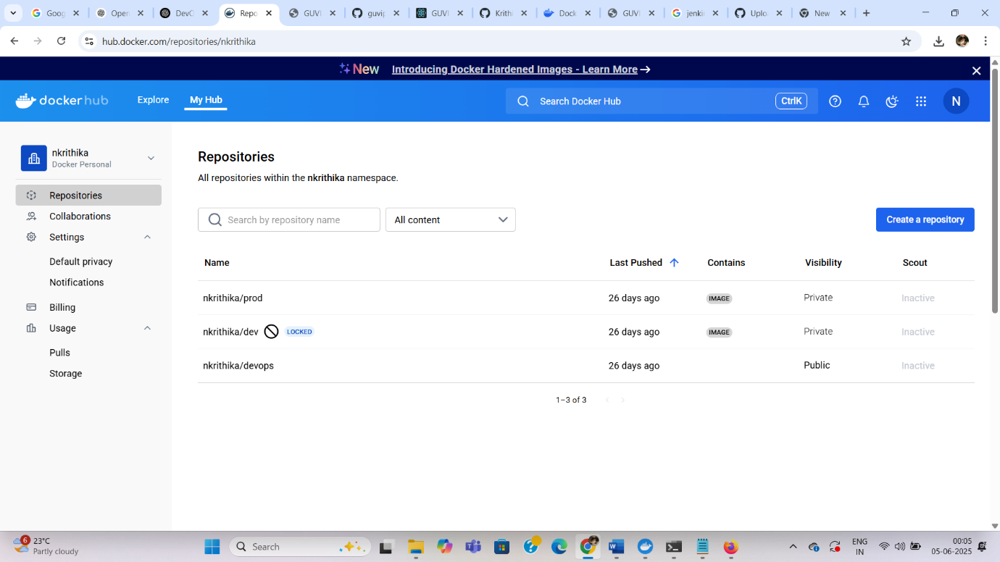 Goog
Open
DevO
Repo
GUVI
guvip
GUVI
Krithi
Dock
GUVI
jenki
Uplo
New
hub.docker.com/repositories/nkrithika
New Introducing Docker Hardened Images - Learn More
docker hub
Explore
My Hub
Search Docker Hub
CtrlK
N
nkrithika
Docker Personal
Repositories
Collaborations
Settings
Default privacy
Notifications
Billing
Usage
Pulls
Storage
Repositories
All repositories within the nkrithika namespace.
Search by repository name
All content
Create a repository
Name Last Pushed Contains Visibility Scout
nkrithika/prod 26 days ago IMAGE Private Inactive
nkrithika/dev LOCKED 26 days ago IMAGE Private Inactive
nkrithika/devops 26 days ago Public Inactive
1–3 of 3
6
23°C
Partly cloudy
Search
ENG
IN
00:05
05-06-2025